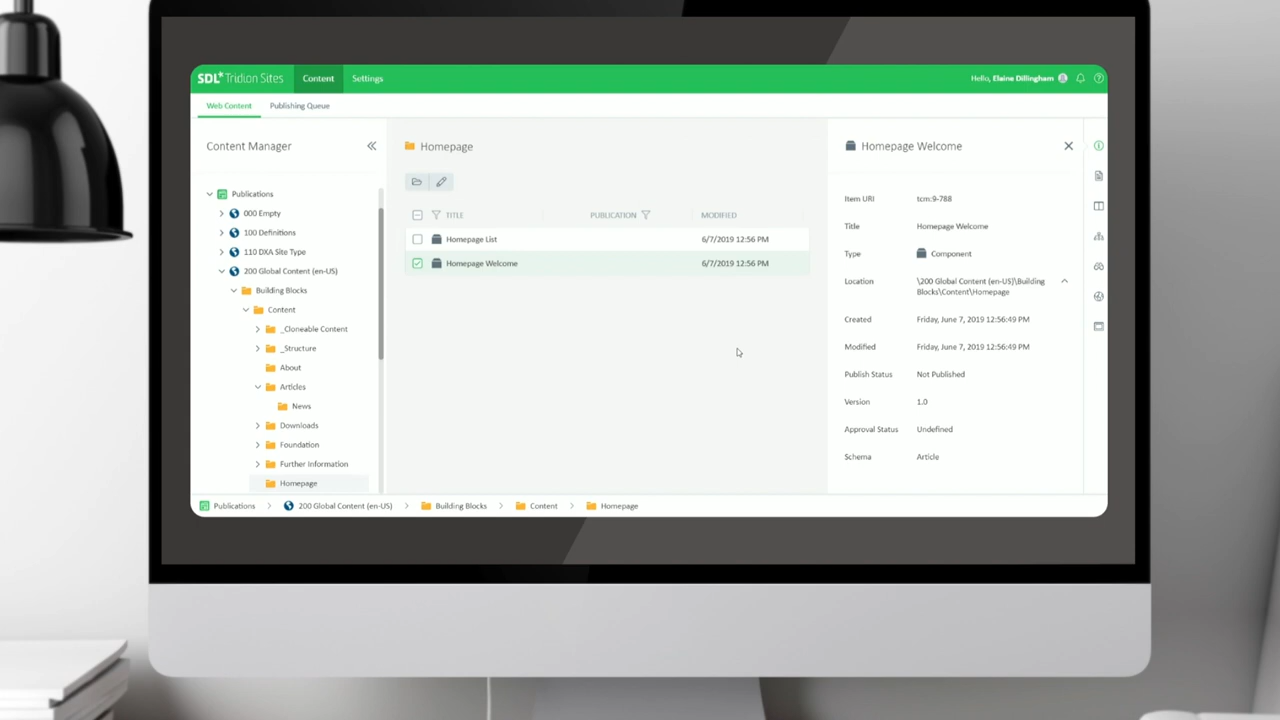 SDL* Tridion Sites
Content
Settings
Hello, Elaine Dillingham
Web Content
Publishing Queue
Content Manager
Publications
000 Empty
100 Definitions
110 DXA Site Type
200 Global Content (en-US)
Building Blocks
Content
_Cloneable Content
_Structure
About
Articles
News
Downloads
Foundation
Further Information
Homepage
Homepage
TITLE PUBLICATION MODIFIED
Homepage List 6/7/2019 12:56 PM
Homepage Welcome 6/7/2019 12:56 PM
Homepage Welcome
Item URI tcm:9-788
Title Homepage Welcome
Type Component
Location \200 Global Content (en-US)\Building
Blocks\Content\Homepage
Created Friday, June 7, 2019 12:56:49 PM
Modified Friday, June 7, 2019 12:56:49 PM
Publish Status Not Published
Version 1.0
Approval Status Undefined
Schema Article
Publications > 200 Global Content (en-US) > Building Blocks > Content > Homepage